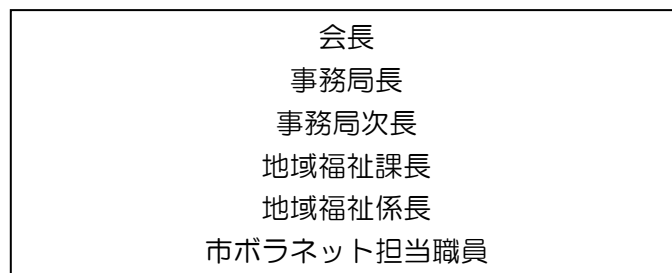 会長
事務局長
事務局次長
地域福祉課長
地域福祉係長
市ボラネット担当職員